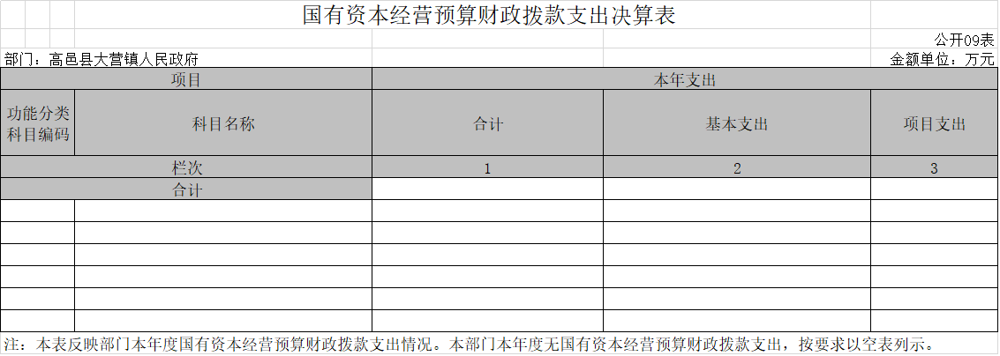 国有资本经营预算财政拨款支出决算表
公开09表
部门：高邑县大营镇人民政府 金额单位：万元
项目 本年支出
功能分类
科目编码 科目名称 合计 基本支出 项目支出
栏次 1 2 3
合计
注：本表反映部门本年度国有资本经营预算财政拨款支出情况。本部门本年度无国有资本经营预算财政拨款支出，按要求以空表列示。